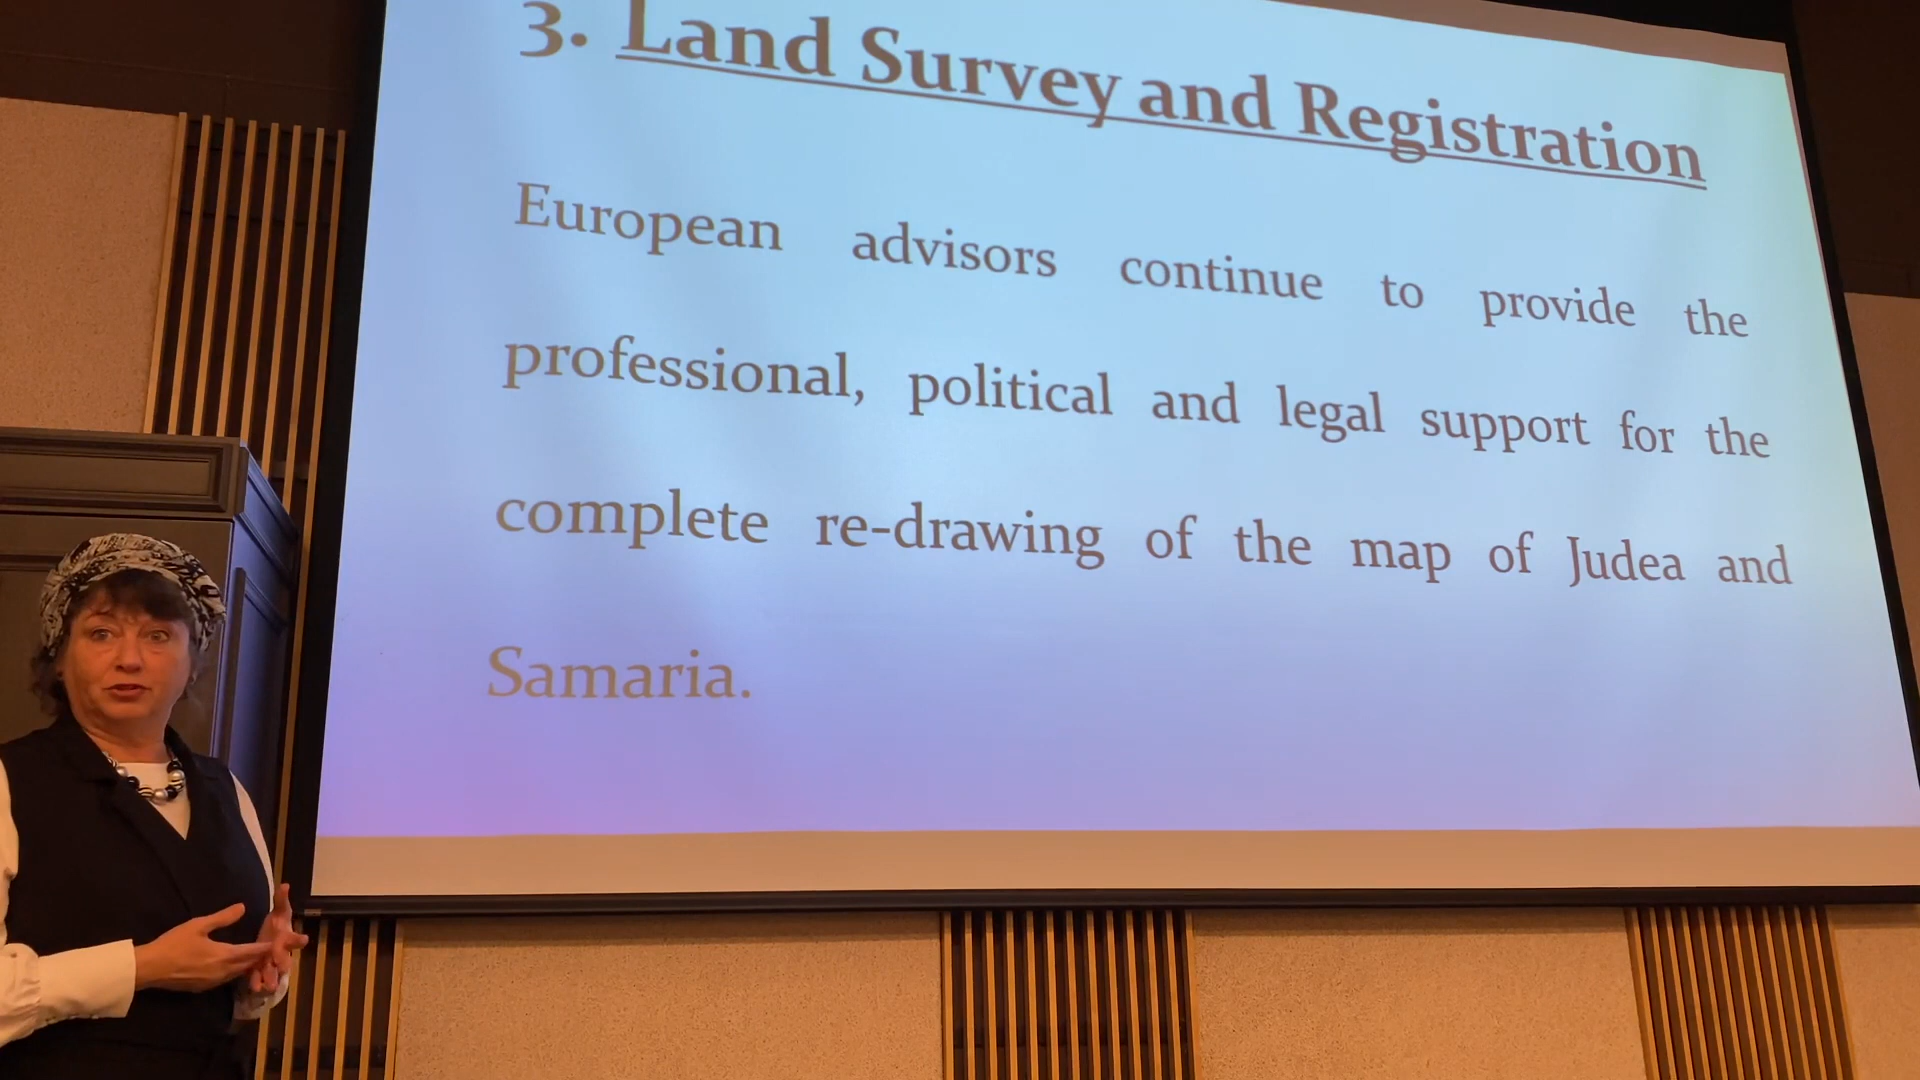 3. Land Survey and Registration
European advisors continue to provide the
professional, political and legal support for the
complete re-drawing of the map of Judea and
Samaria.